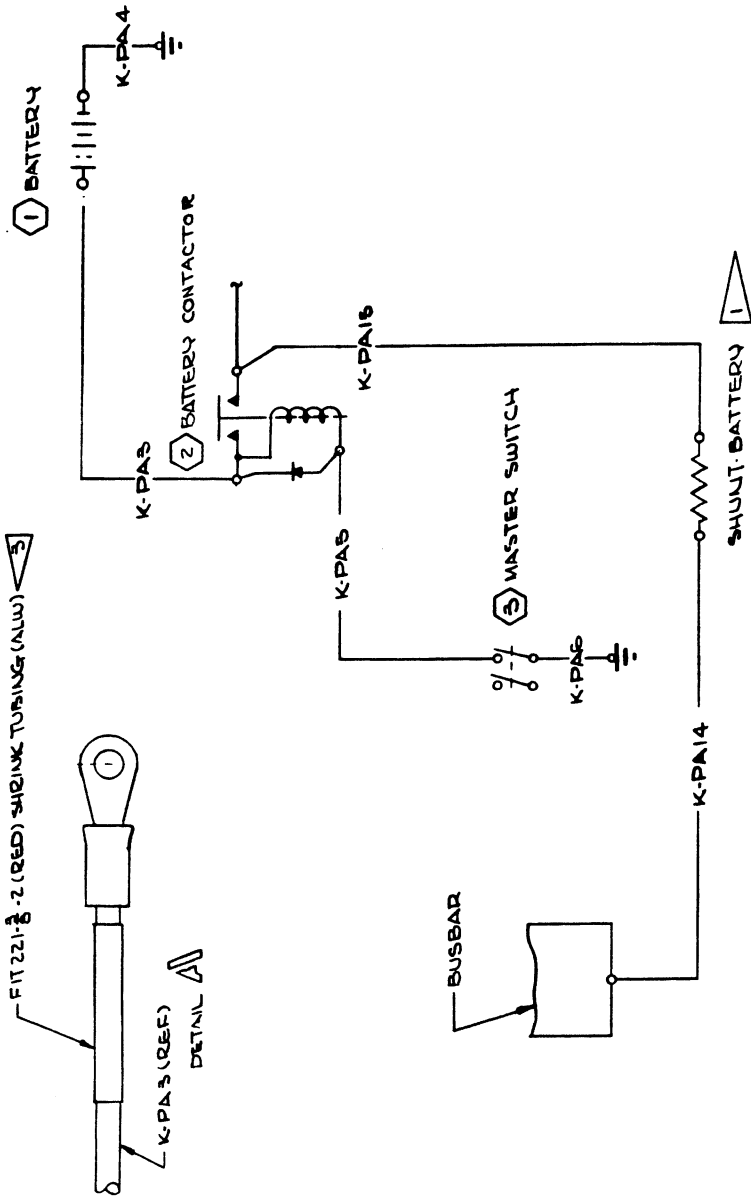 FIT221-3/8-2 (RED) SHRINK TUBING (ALW) 3
K-PA3 (REF)
DETAIL A
1 BATTERY
K-PA4
K-PA3
2 BATTERY CONTACTOR
K-PA15
K-PA5
3 MASTER SWITCH
K-PA6
BUSBAR
K-PA14
SHUNT-BATTERY 1